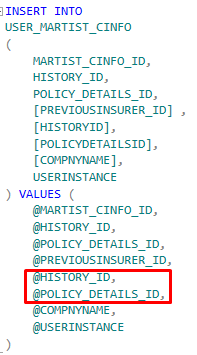 INSERT INTO
USER_MARTIST_CINFO
(
MARTIST_CINFO_ID,
HISTORY_ID,
POLICY_DETAILS_ID,
[PREVIOUSINSURER_ID] ,
[HISTORYID],
[POLICYDETAILSID],
[COMPNYNAME],
USERINSTANCE
) VALUES (
@MARTIST_CINFO_ID,
@HISTORY_ID,
@POLICY_DETAILS_ID,
@PREVIOUSINSURER_ID,
@HISTORY_ID,
@POLICY_DETAILS_ID,
@COMPNYNAME,
@USERINSTANCE
)